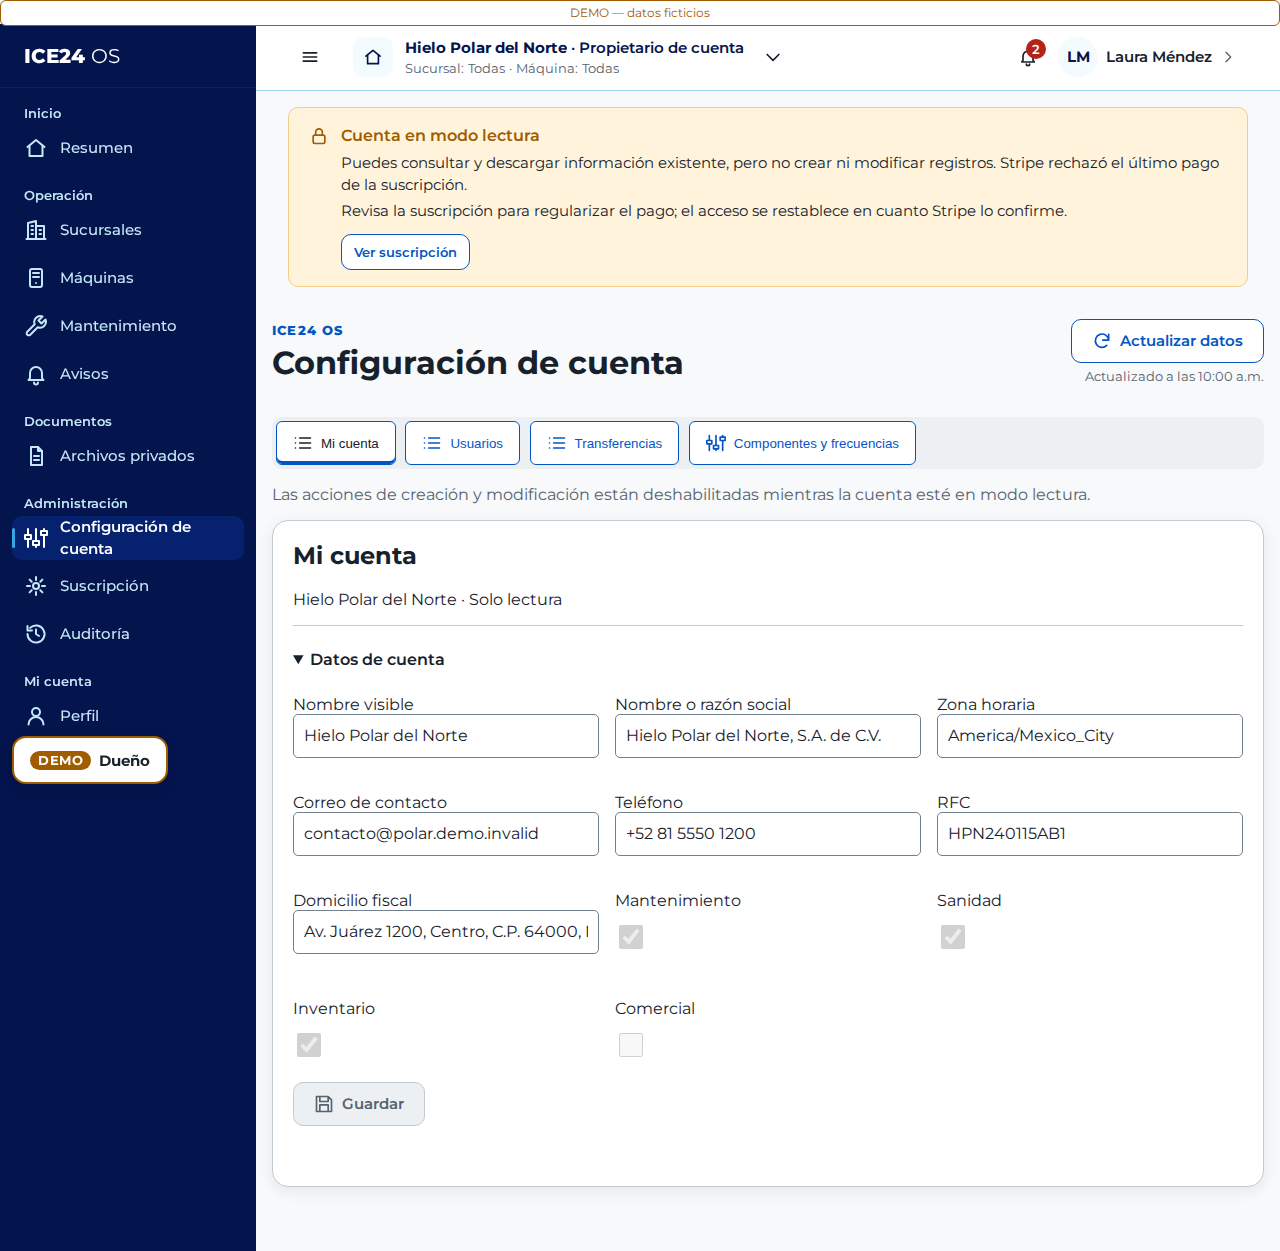 DEMO — datos ficticios
ICE24 OS
Inicio
Resumen
Operación
Sucursales
Máquinas
Mantenimiento
Avisos
Documentos
Archivos privados
Administración
Configuración de
cuenta
Suscripción
Auditoría
Mi cuenta
Perfil
DEMO Dueño
Hielo Polar del Norte · Propietario de cuenta
Sucursal: Todas · Máquina: Todas
2
LM Laura Méndez
Cuenta en modo lectura
Puedes consultar y descargar información existente, pero no crear ni modificar registros. Stripe rechazó el último pago
de la suscripción.
Revisa la suscripción para regularizar el pago; el acceso se restablece en cuanto Stripe lo confirme.
Ver suscripción
ICE24 OS
Configuración de cuenta
Actualizar datos
Actualizado a las 10:00 a.m.
Mi cuenta
Usuarios
Transferencias
Componentes y frecuencias
Las acciones de creación y modificación están deshabilitadas mientras la cuenta esté en modo lectura.
Mi cuenta
Hielo Polar del Norte · Solo lectura
Datos de cuenta
Nombre visible
Hielo Polar del Norte
Nombre o razón social
Hielo Polar del Norte, S.A. de C.V.
Zona horaria
America/Mexico_City
Correo de contacto
contacto@polar.demo.invalid
Teléfono
+52 81 5550 1200
RFC
HPN240115AB1
Domicilio fiscal
Av. Juárez 1200, Centro, C.P. 64000,
Mantenimiento
Sanidad
Inventario
Comercial
Guardar